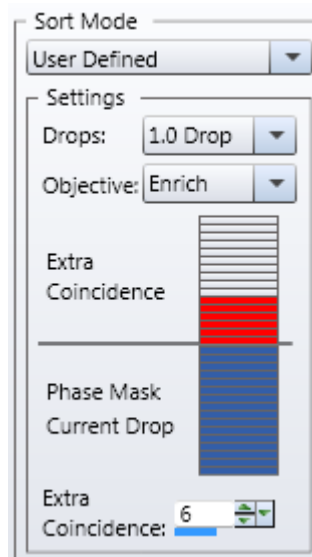 Sort Mode
User Defined
Settings
Drops: 1.0 Drop
Objective: Enrich
Extra
Coincidence
Phase Mask
Current Drop
Extra
Coincidence: 6